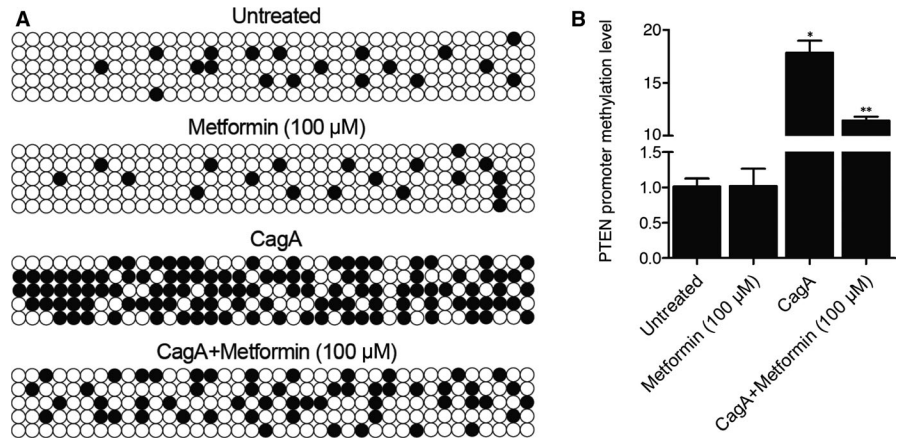 A
Untreated
Metformin (100 µM)
CagA
CagA+Metformin (100 µM)
B
PTEN promoter methylation level
20
15
10
1.5
1.0
0.5
0.0
*
**
Untreated
Metformin (100 µM)
CagA
CagA+Metformin (100 µM)